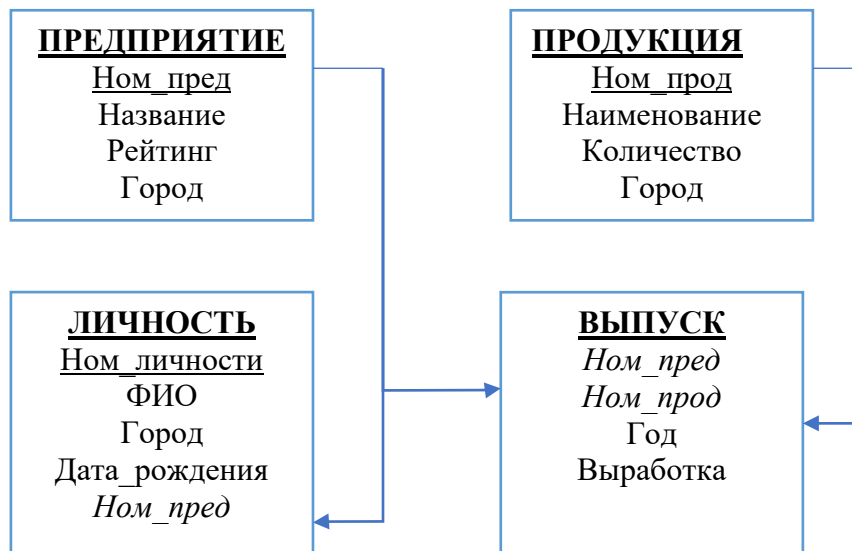 ПРЕДПРИЯТИЕ
Ном_пред
Название
Рейтинг
Город
ПРОДУКЦИЯ
Ном_прод
Наименование
Количество
Город
ЛИЧНОСТЬ
Ном_личности
ФИО
Город
Дата_рождения
Ном_пред
ВЫПУСК
Ном_пред
Ном_прод
Год
Выработка